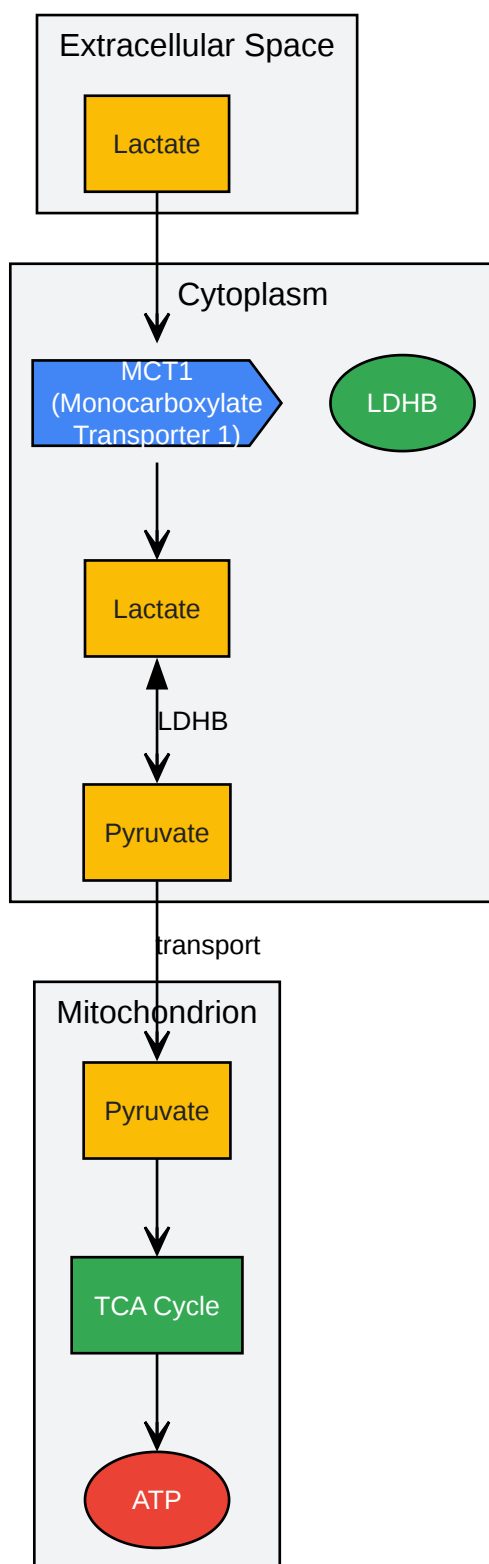 Extracellular Space
Lactate
Cytoplasm
MCT1
(Monocarboxylate
Transporter 1)
LDHB
Lactate
LDHB
Pyruvate
transport
Mitochondrion
Pyruvate
TCA Cycle
ATP